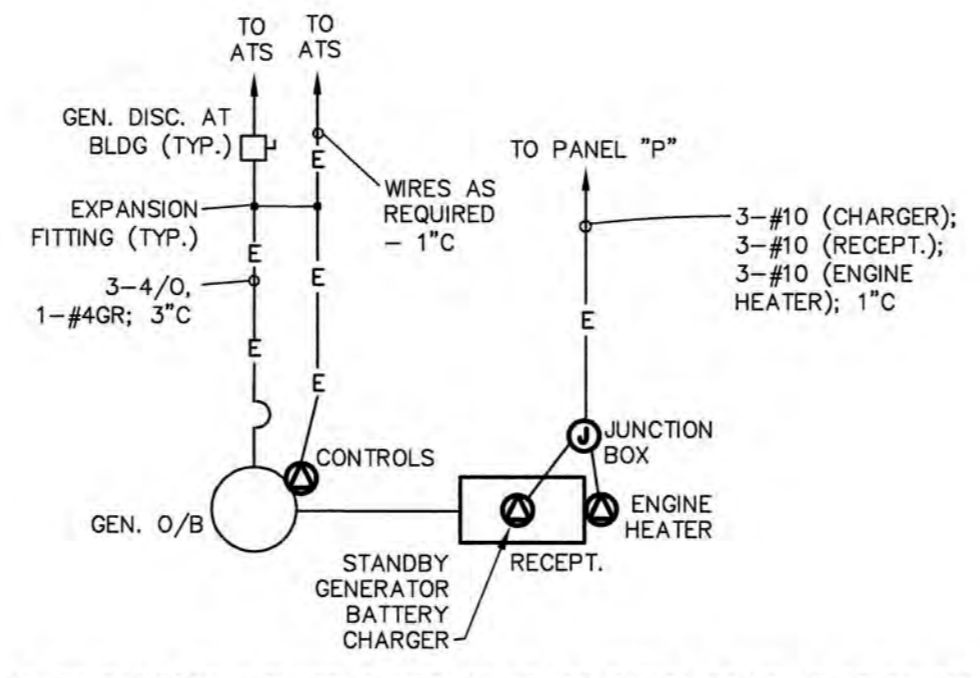 TO
ATS
TO
ATS
GEN. DISC. AT
BLDG (TYP.)
E
WIRES AS
REQUIRED
- 1"C
EXPANSION
FITTING (TYP.)
E
E
3-4/0,
1-#4GR; 3"C
E
E
CONTROLS
GEN. O/B
TO PANEL "P"
3-#10 (CHARGER);
3-#10 (RECEPT.);
3-#10 (ENGINE
HEATER); 1"C
E
J
JUNCTION
BOX
ENGINE
HEATER
RECEPT.
STANDBY
GENERATOR
BATTERY
CHARGER